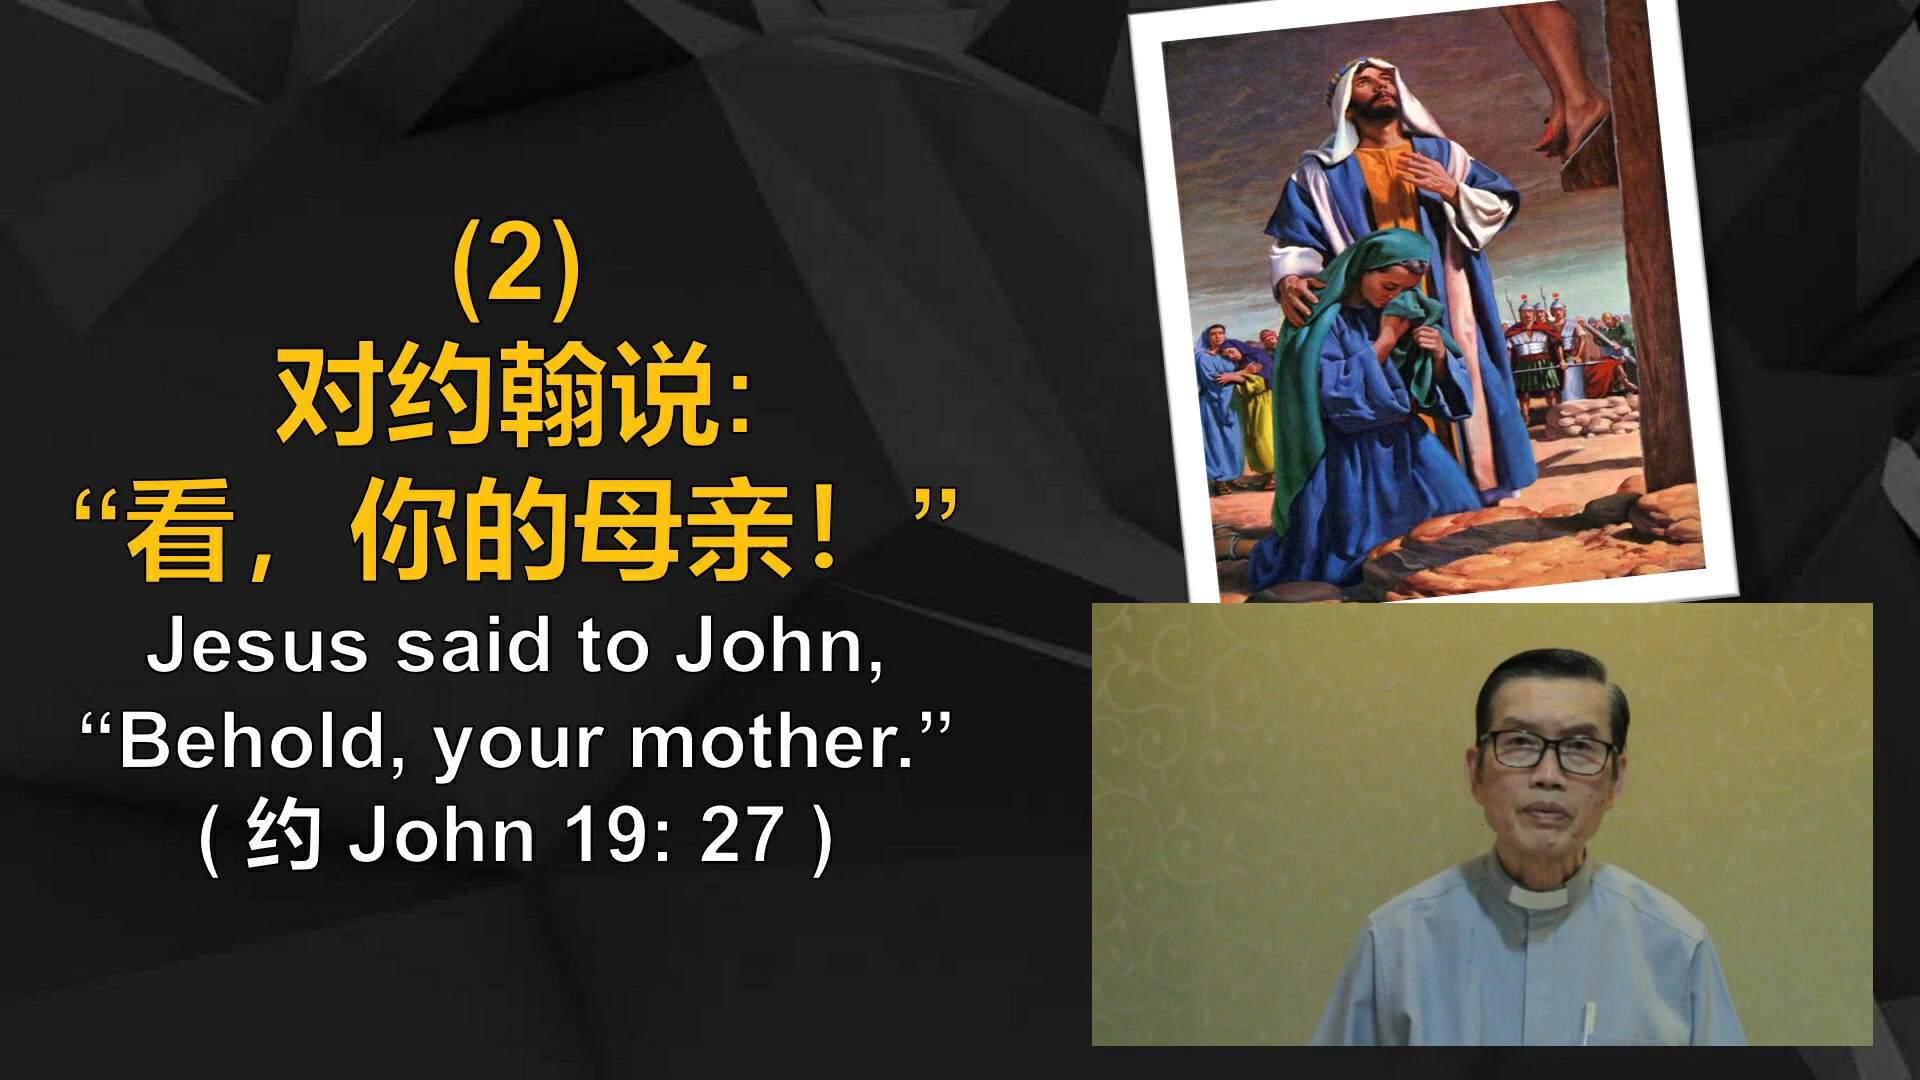 (2)
对约翰说:
“看，你的母亲！”
Jesus said to John,
“Behold, your mother.”
( 约 John 19: 27 )